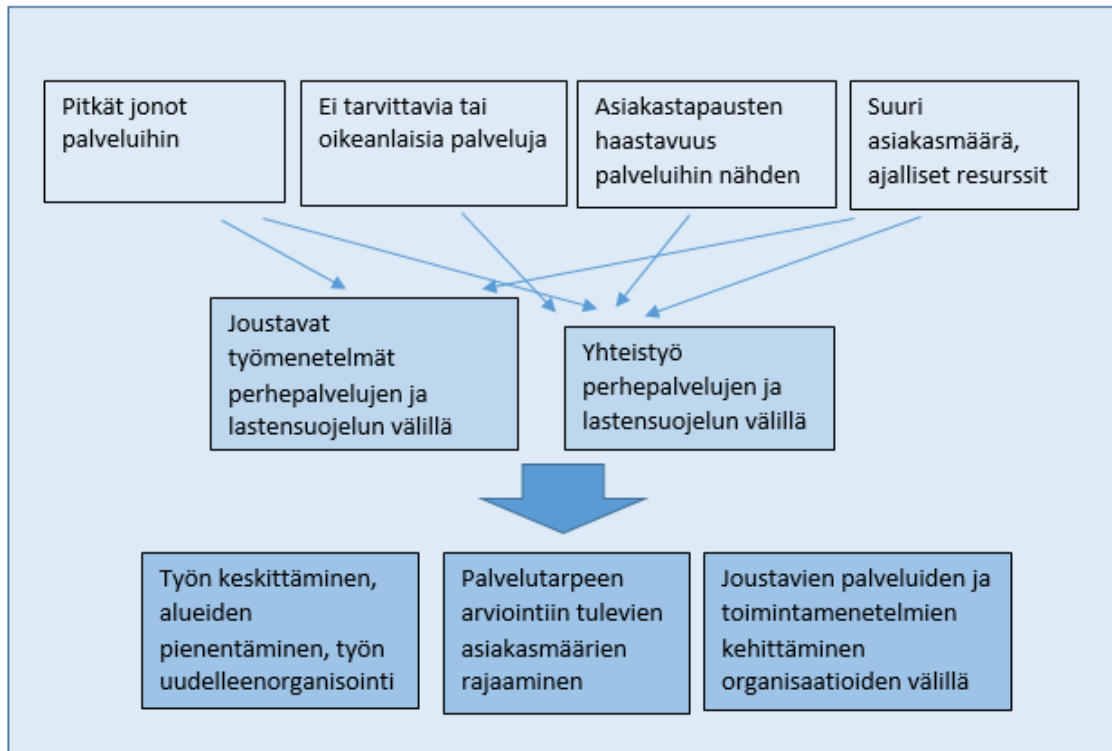 Pitkät jonot
palveluihin
Ei tarvittavia tai
oikeanlaisia palveluja
Asiakastapausten
haastavuus
palveluihin nähden
Suuri
asiakasmäärä,
ajalliset resurssit
Joustavat
työmenetelmät
perhepalvelujen ja
lastensuojelun välillä
Yhteistyö
perhepalvelujen ja
lastensuojelun välillä
Työn keskittäminen,
alueiden
pienentäminen, työn
uudelleenorganisointi
Palvelutarpeen
arviointiin tulevien
asiakasmäärien
rajaaminen
Joustavien palveluiden ja
toimintamenetelmien
kehittäminen
organisaatioiden välillä